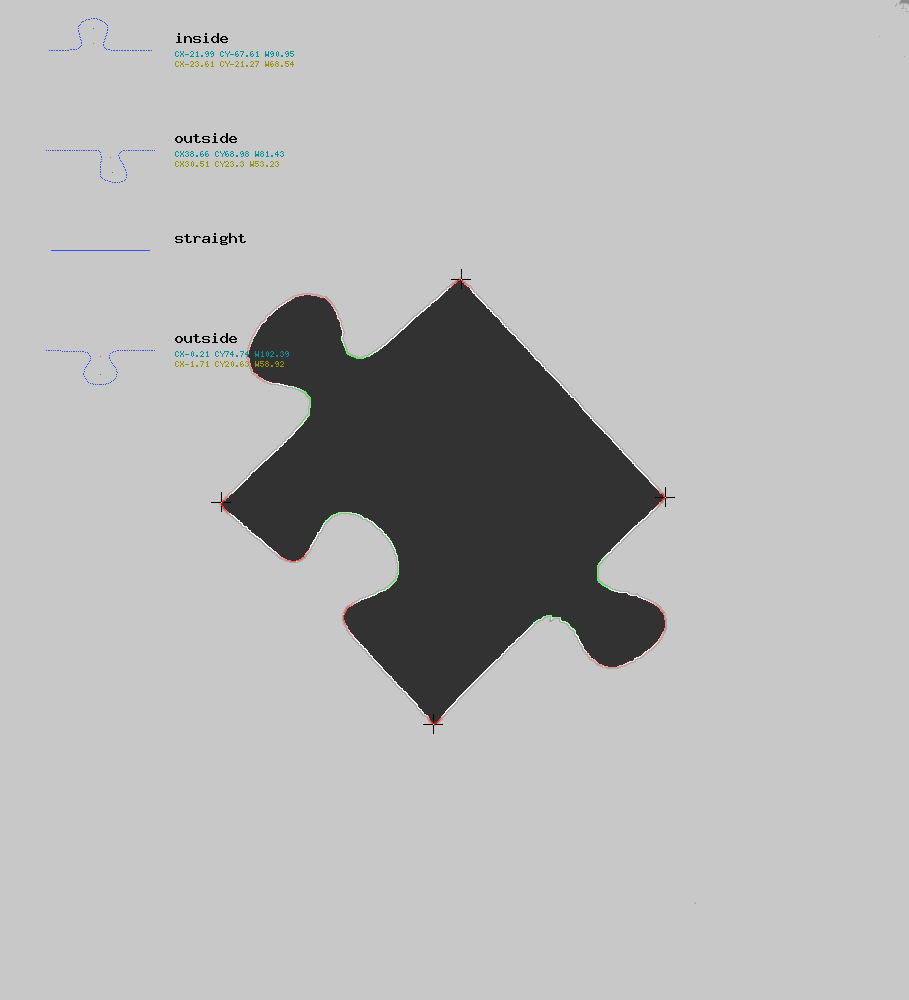 inside
CX-21.99 CY-67.61 W90.95
CX-23.61 CY-21.27 W68.54
outside
CX38.66 CY68.98 W81.43
CX30.51 CY23.3 W53.23
straight
outside
CX-0.21 CY74.74 W102.39
CX-1.71 CY20.63 W58.92